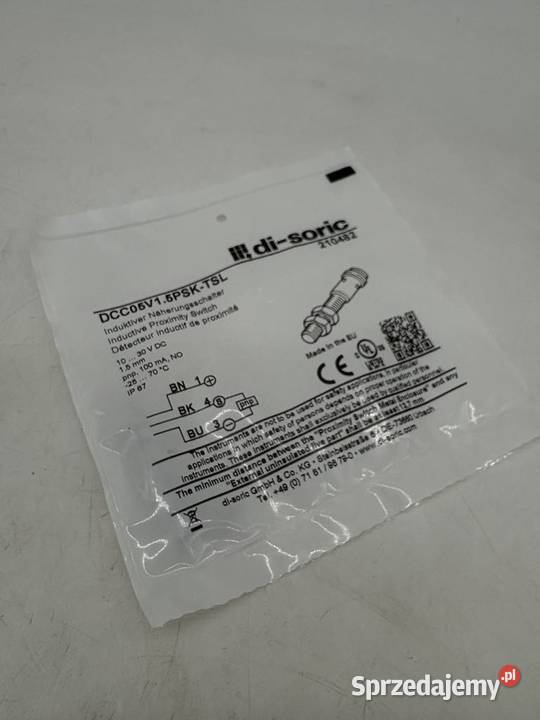 di-soric
210482
DCC05V1.5PSK-TSL
Induktiver Näherungsschalter
Inductive Proximity Switch
Détecteur inductif de proximité
10 ... 30 V DC
1,5 mm
pnp, 100 mA, NO
-25 ... 70 °C
IP 67
Made in the EU
CE
UL
BN 1 +
BK 4 S
pnp
BU 3 -
The instruments are not to be used for safety applications, in particular
applications in which safety of persons depends on proper operation of the
instruments. These instruments shall exclusively be used by qualified personnel.
The minimum distance between the "Proximity Switch Metal Enclosure" and any
"External uninsulated live part" shall be at least 12.7 mm
di-soric GmbH & Co. KG • Steinbeisstraße DE-73660 Urbach
Tel. +49 (0) 71 81 / 98 79-0 • www.di-soric.com
Sprzedajemy.pl